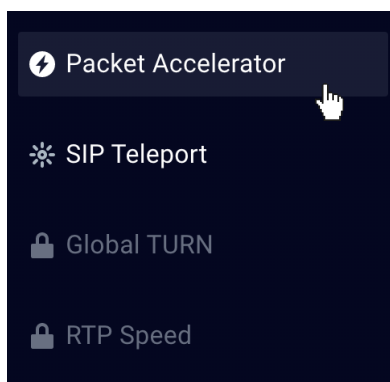 Packet Accelerator
SIP Teleport
Global TURN
RTP Speed